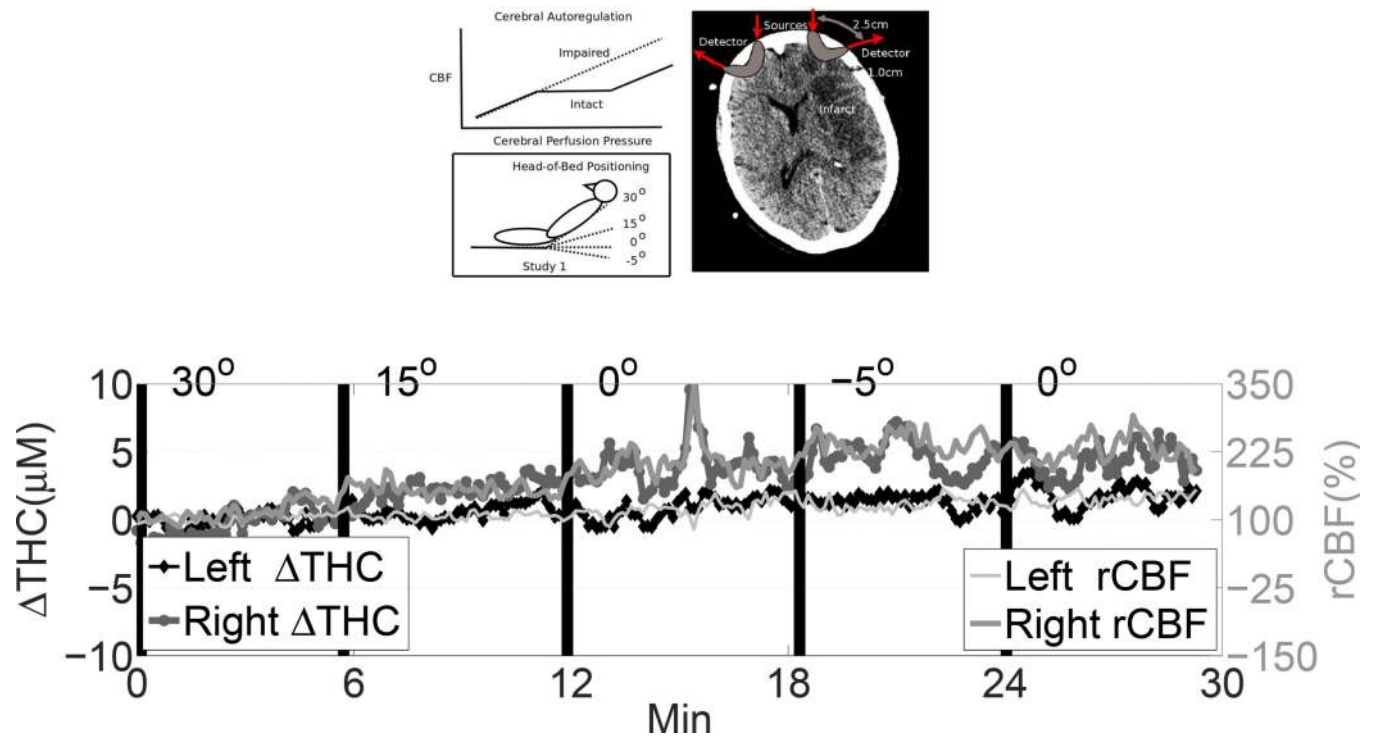 Cerebral Autoregulation
Impaired
CBF
Intact
Cerebral Perfusion Pressure
Head-of-Bed Positioning
30°
15°
0°
-5°
Study 1
Sources
2.5cm
Detector
Detector
1.0cm
Infarct
30° 15° 0° −5° 0°
10 350
5 225
0 100
−5 −25
−10 −150
ΔTHC(μM)
rCBF(%)
Left ΔTHC
Right ΔTHC
Left rCBF
Right rCBF
0 6 12 18 24 30
Min